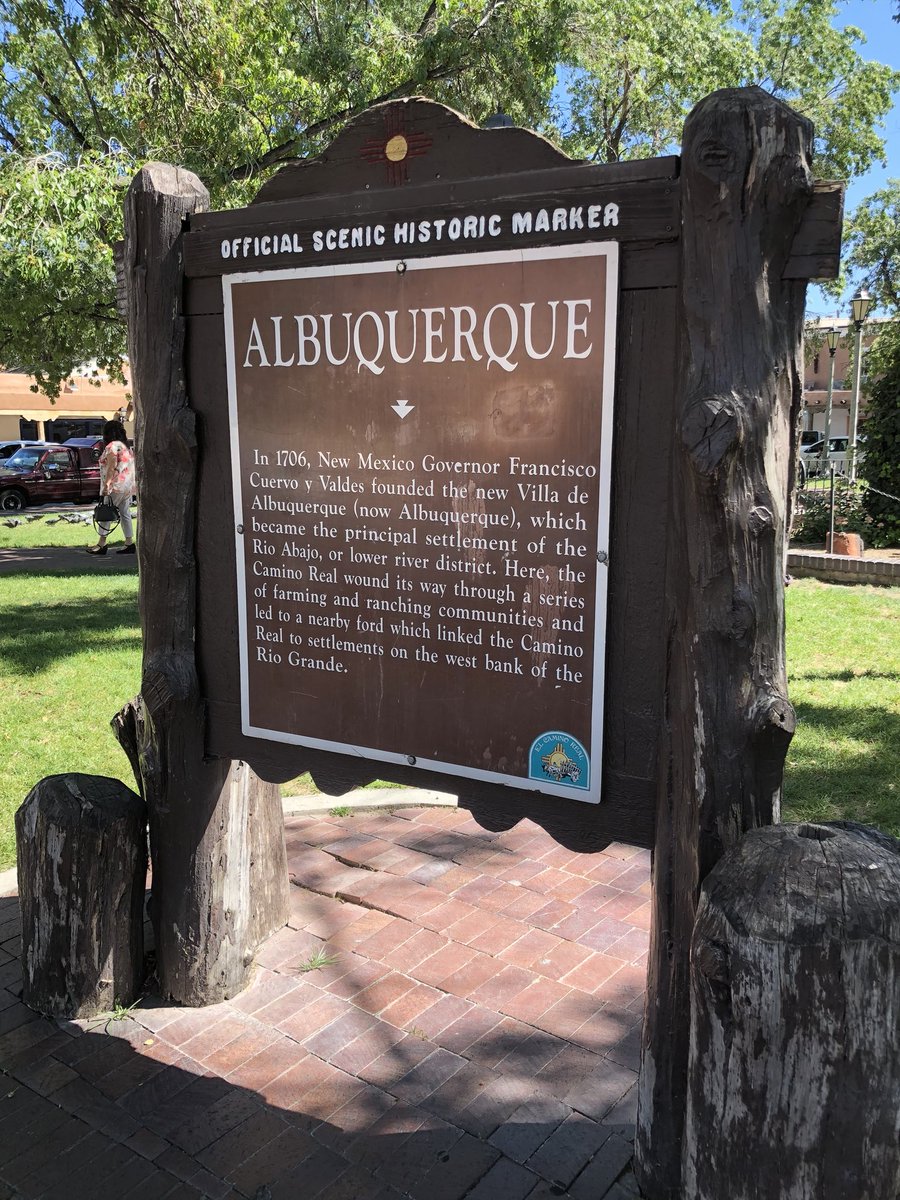 OFFICIAL SCENIC HISTORIC MARKER
ALBUQUERQUE
In 1706, New Mexico Governor Francisco
Cuervo y Valdes founded the new Villa de
Albuquerque (now Albuquerque), which
became the principal settlement of the
Rio Abajo, or lower river district. Here, the
Camino Real wound its way through a series
of farming and ranching communities and
led to a nearby ford which linked the Camino
Real to settlements on the west bank of the
Rio Grande.
EL CAMINO REAL